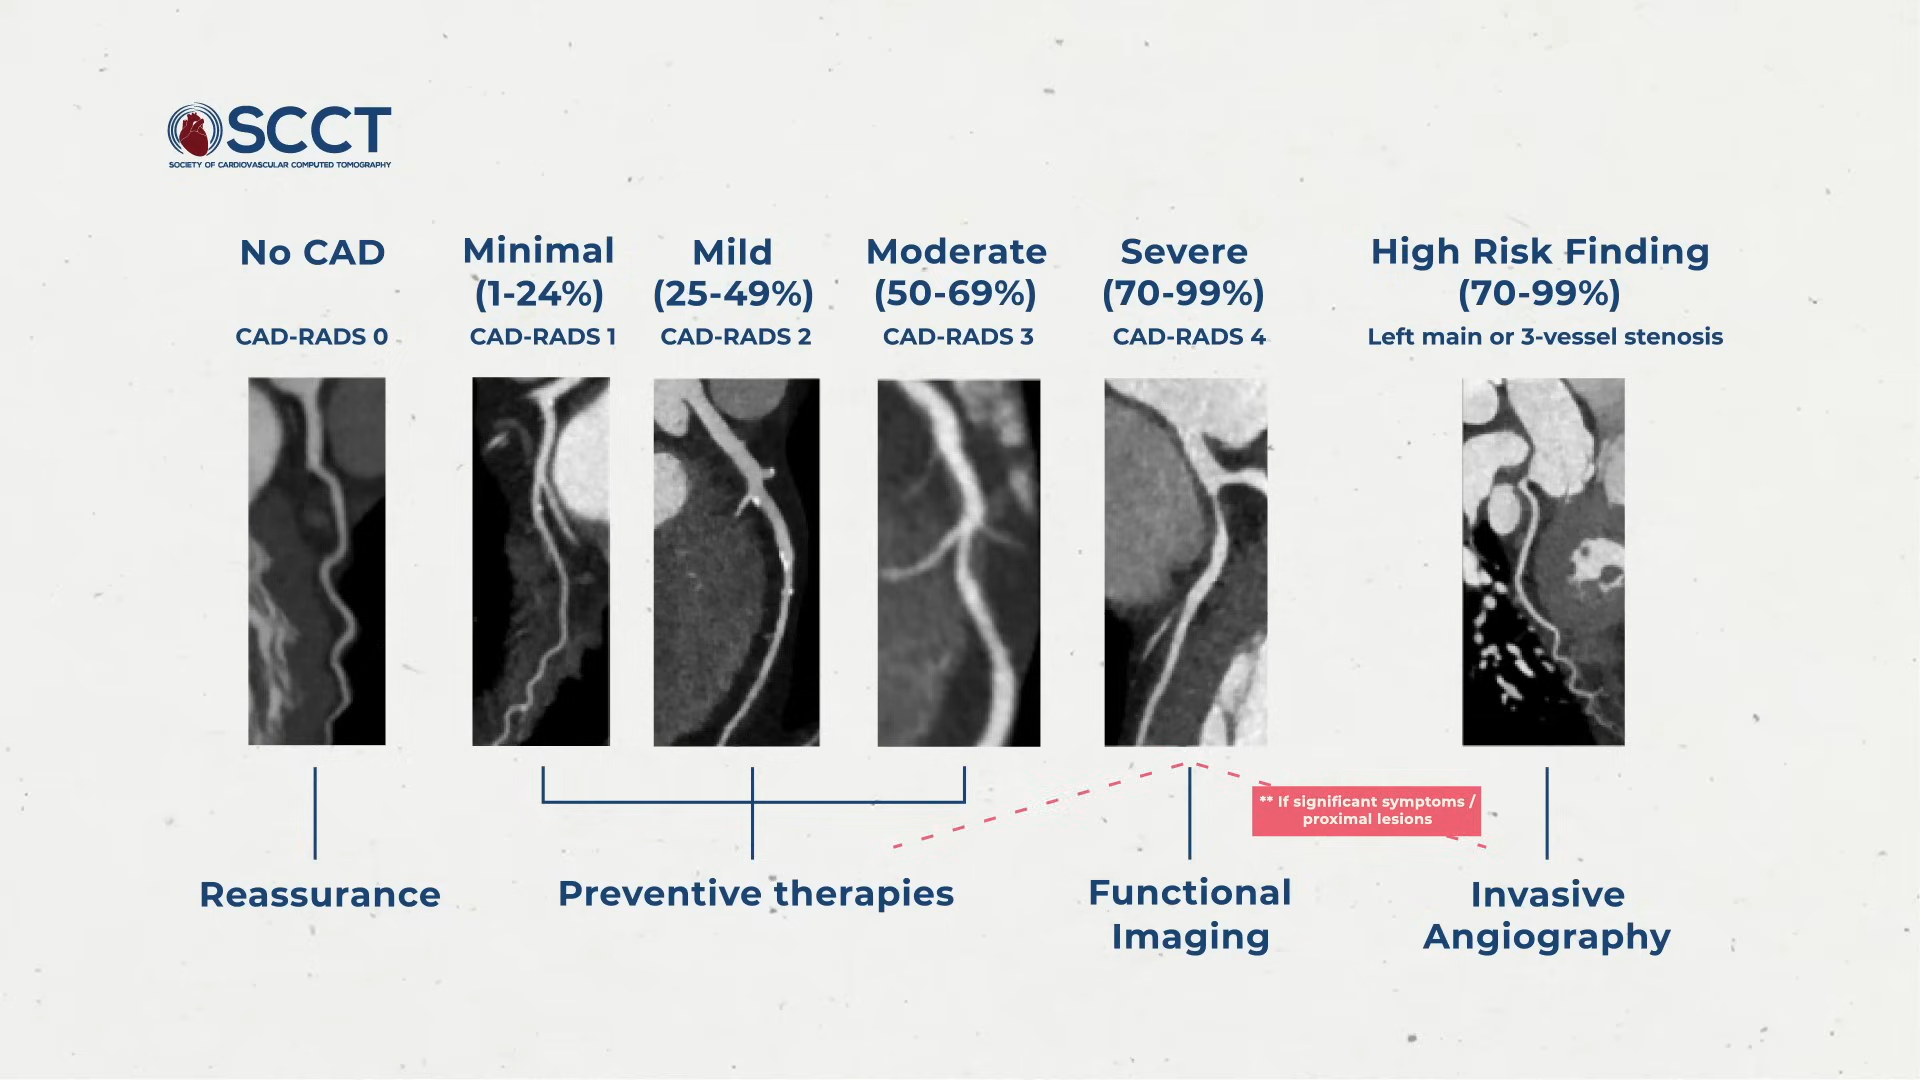 SCCT
SOCIETY OF CARDIOVASCULAR COMPUTED TOMOGRAPHY
No CAD
CAD-RADS 0
Minimal
(1-24%)
CAD-RADS 1
Mild
(25-49%)
CAD-RADS 2
Moderate
(50-69%)
CAD-RADS 3
Severe
(70-99%)
CAD-RADS 4
High Risk Finding
(70-99%)
Left main or 3-vessel stenosis
** If significant symptoms /
proximal lesions
Reassurance
Preventive therapies
Functional
Imaging
Invasive
Angiography